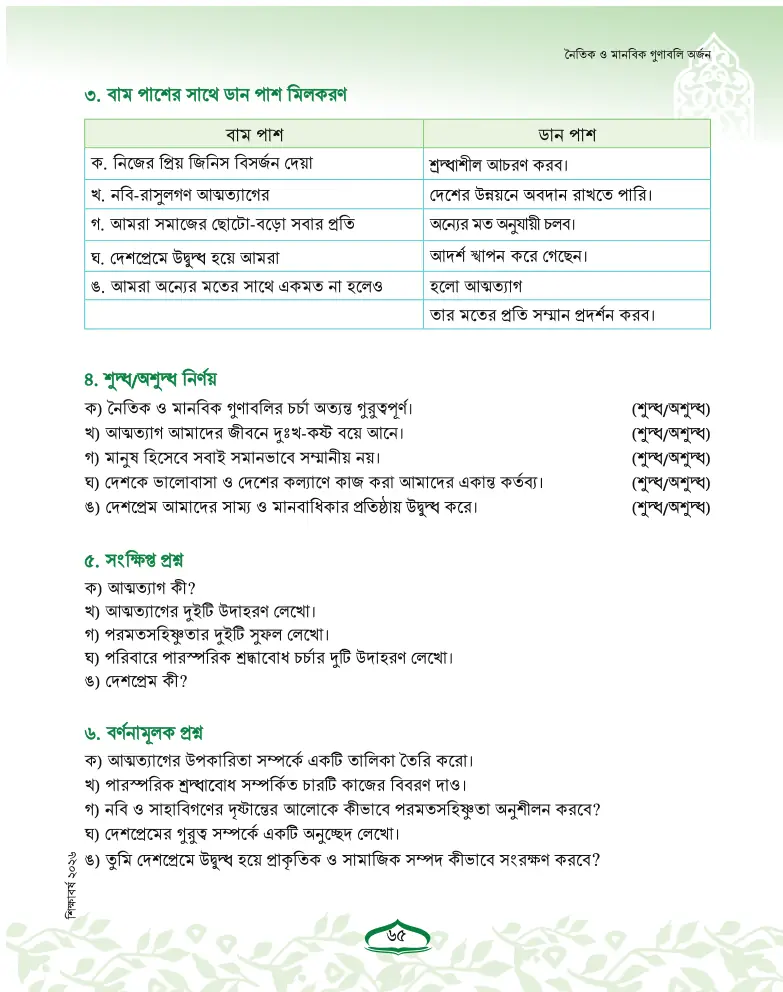 নৈতিক ও মানবিক গুণাবলি অর্জন
৩. বাম পাশের সাথে ডান পাশ মিলকরণ
বাম পাশ ডান পাশ
ক. নিজের প্রিয় জিনিস বিসর্জন দেয়া শ্রদ্ধাশীল আচরণ করব।
খ. নবি-রাসুলগণ আত্মত্যাগের দেশের উন্নয়নে অবদান রাখতে পারি।
গ. আমরা সমাজের ছোটো-বড়ো সবার প্রতি অন্যের মত অনুযায়ী চলব।
ঘ. দেশপ্রেমে উদ্বুদ্ধ হয়ে আমরা আদর্শ স্থাপন করে গেছেন।
ঙ. আমরা অন্যের মতের সাথে একমত না হলেও হলো আত্মত্যাগ
তার মতের প্রতি সম্মান প্রদর্শন করব।
৪. শুদ্ধ/অশুদ্ধ নির্ণয়
ক) নৈতিক ও মানবিক গুণাবলির চর্চা অত্যন্ত গুরুত্বপূর্ণ। (শুদ্ধ/অশুদ্ধ)
খ) আত্মত্যাগ আমাদের জীবনে দুঃখ-কষ্ট বয়ে আনে। (শুদ্ধ/অশুদ্ধ)
গ) মানুষ হিসেবে সবাই সমানভাবে সম্মানীয় নয়। (শুদ্ধ/অশুদ্ধ)
ঘ) দেশকে ভালোবাসা ও দেশের কল্যাণে কাজ করা আমাদের একান্ত কর্তব্য। (শুদ্ধ/অশুদ্ধ)
ঙ) দেশপ্রেম আমাদের সাম্য ও মানবাধিকার প্রতিষ্ঠায় উদ্বুদ্ধ করে। (শুদ্ধ/অশুদ্ধ)
৫. সংক্ষিপ্ত প্রশ্ন
ক) আত্মত্যাগ কী?
খ) আত্মত্যাগের দুইটি উদাহরণ লেখো।
গ) পরমতসহিষ্ণুতার দুইটি সুফল লেখো।
ঘ) পরিবারে পারস্পরিক শ্রদ্ধাবোধ চর্চার দুটি উদাহরণ লেখো।
ঙ) দেশপ্রেম কী?
৬. বর্ণনামূলক প্রশ্ন
ক) আত্মত্যাগের উপকারিতা সম্পর্কে একটি তালিকা তৈরি করো।
খ) পারস্পরিক শ্রদ্ধাবোধ সম্পর্কিত চারটি কাজের বিবরণ দাও।
গ) নবি ও সাহাবিগণের দৃষ্টান্তের আলোকে কীভাবে পরমতসহিষ্ণুতা অনুশীলন করবে?
ঘ) দেশপ্রেমের গুরুত্ব সম্পর্কে একটি অনুচ্ছেদ লেখো।
ঙ) তুমি দেশপ্রেমে উদ্বুদ্ধ হয়ে প্রাকৃতিক ও সামাজিক সম্পদ কীভাবে সংরক্ষণ করবে?
শিক্ষাবর্ষ ২০২৬
৬৫